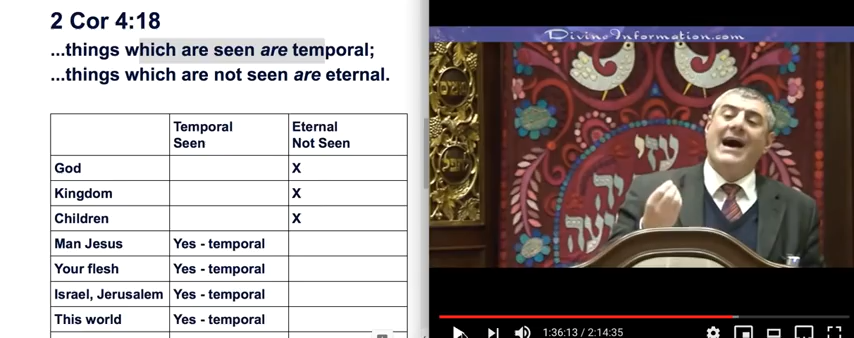 2 Cor 4:18
...things which are seen are temporal;
...things which are not seen are eternal.
Temporal Seen | Eternal Not Seen
God | | X
Kingdom | | X
Children | | X
Man Jesus | Yes - temporal |
Your flesh | Yes - temporal |
Israel, Jerusalem | Yes - temporal |
This world | Yes - temporal |
DivineInformation.com
עזי
1:36:13 / 2:14:35